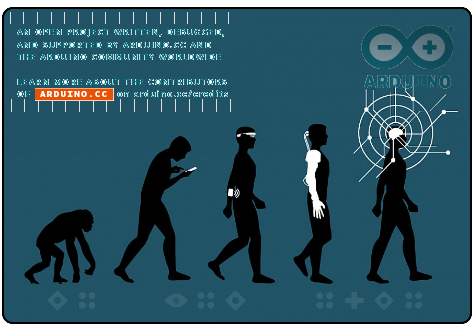 AN OPEN PROJECT WRITTEN, DEBUGGED,
AND SUPPORTED BY ARDUINO.CC AND
THE ARDUINO COMMUNITY WORLDWIDE
LEARN MORE ABOUT THE CONTRIBUTORS
OF ARDUINO.CC on arduino.cc/credits
ARDUINO